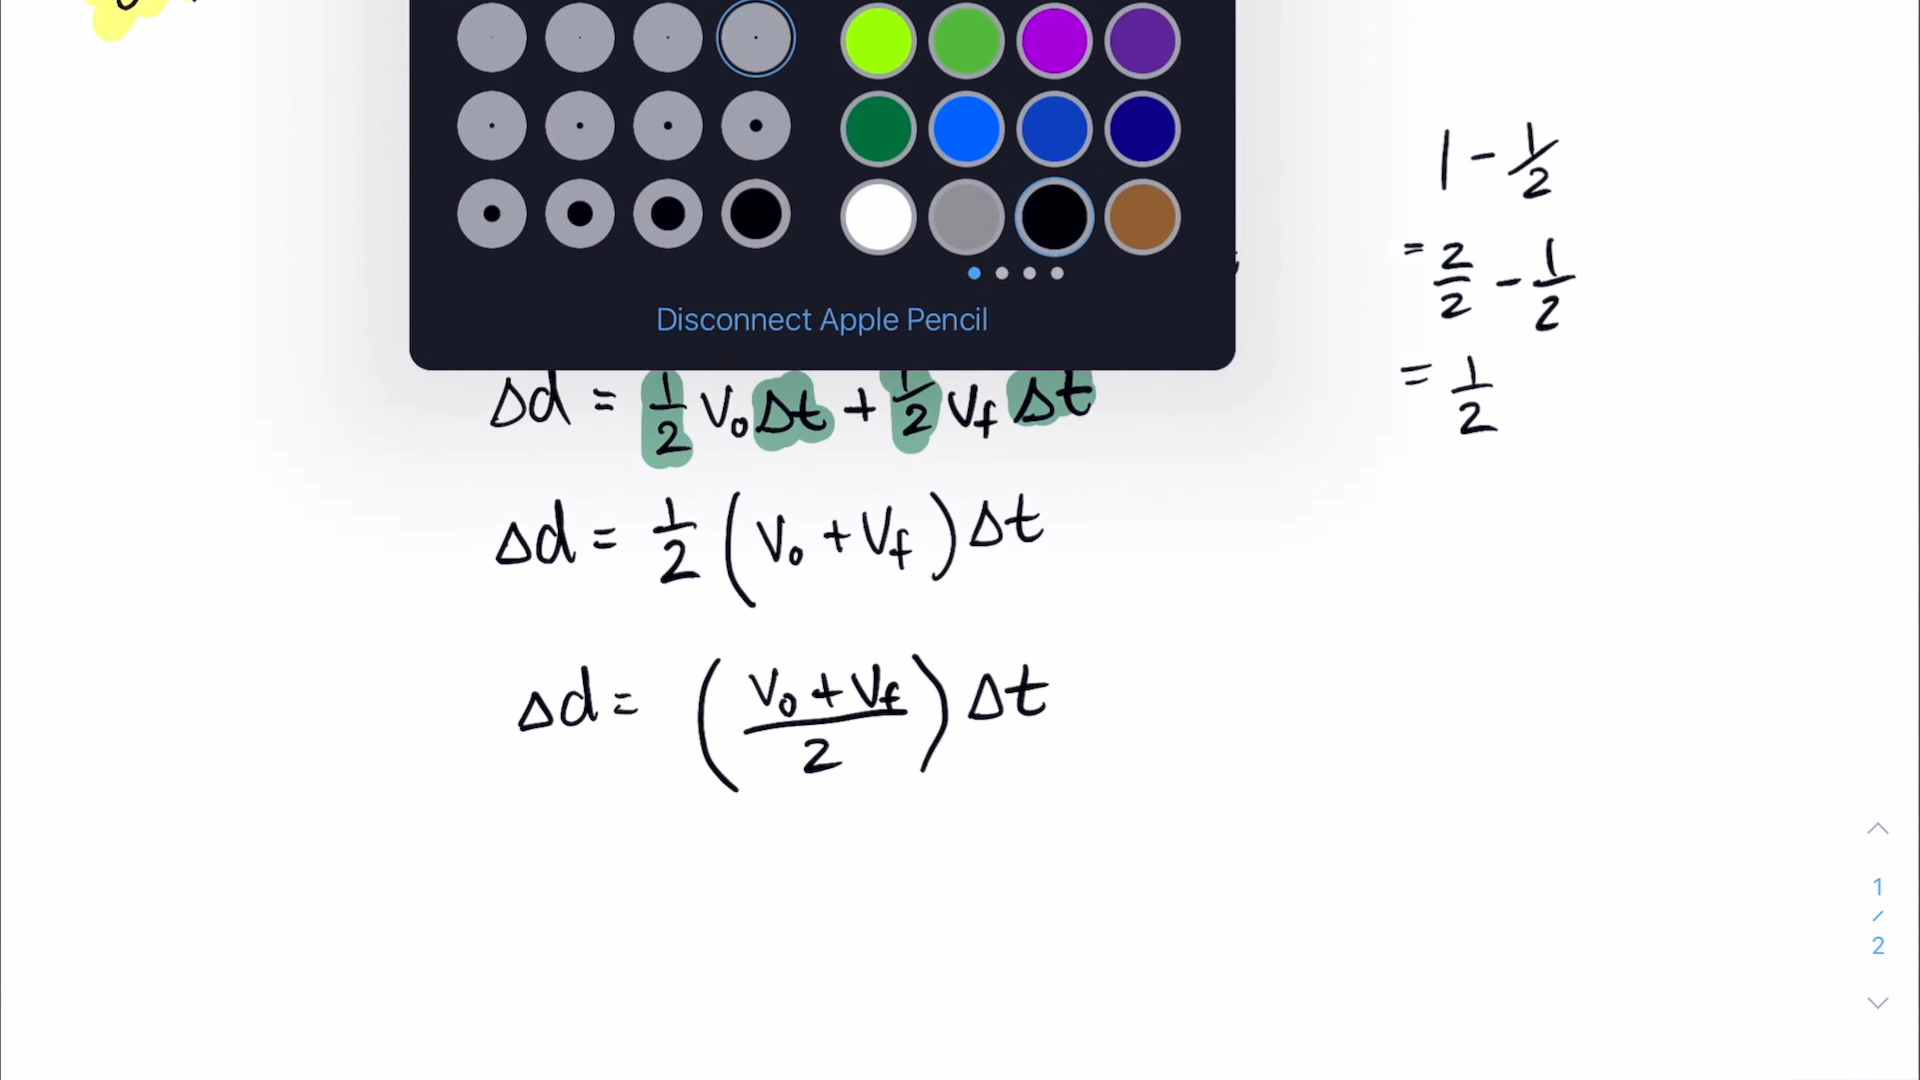 1 - 1/2
= 2/2 - 1/2
= 1/2
Disconnect Apple Pencil
Δd = 1/2 v₀Δt + 1/2 v_f Δt
Δd = 1/2 (v₀ + v_f) Δt
Δd = ((v₀ + v_f)/2) Δt
1
/
2